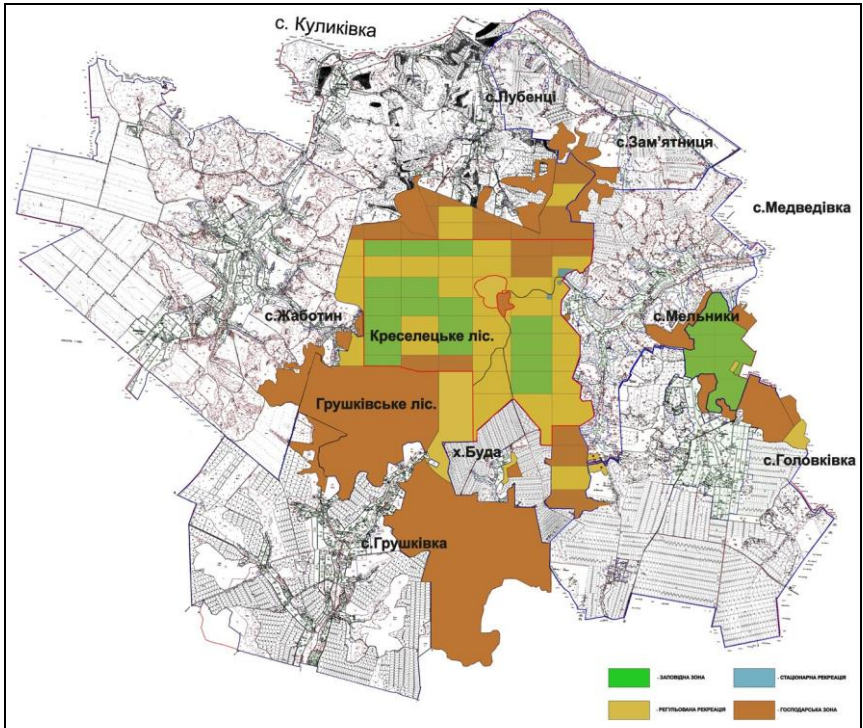 с. Куликівка
с.Лубенці
с.Зам’ятниця
с.Медведівка
с.Жаботин
с.Мельники
Креселецьке ліс.
Грушківське ліс.
х.Буда
с.Головківка
с.Грушківка
- ЗАПОВІДНА ЗОНА
- СТАЦІОНАРНА РЕКРЕАЦІЯ
- РЕГУЛЬОВАНА РЕКРЕАЦІЯ
- ГОСПОДАРСЬКА ЗОНА